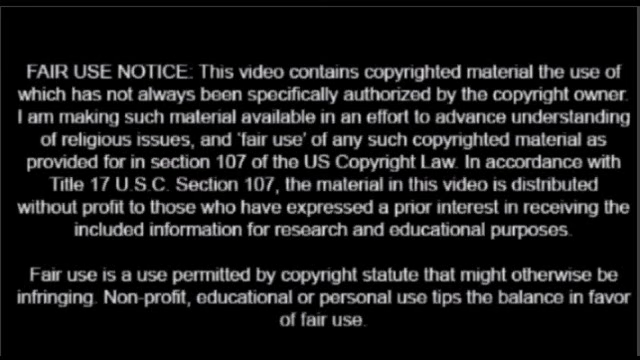 FAIR USE NOTICE: This video contains copyrighted material the use of
which has not always been specifically authorized by the copyright owner.
I am making such material available in an effort to advance understanding
of religious issues, and 'fair use' of any such copyrighted material as
provided for in section 107 of the US Copyright Law. In accordance with
Title 17 U.S.C. Section 107, the material in this video is distributed
without profit to those who have expressed a prior interest in receiving the
included information for research and educational purposes.
Fair use is a use permitted by copyright statute that might otherwise be
infringing. Non-profit, educational or personal use tips the balance in favor
of fair use.